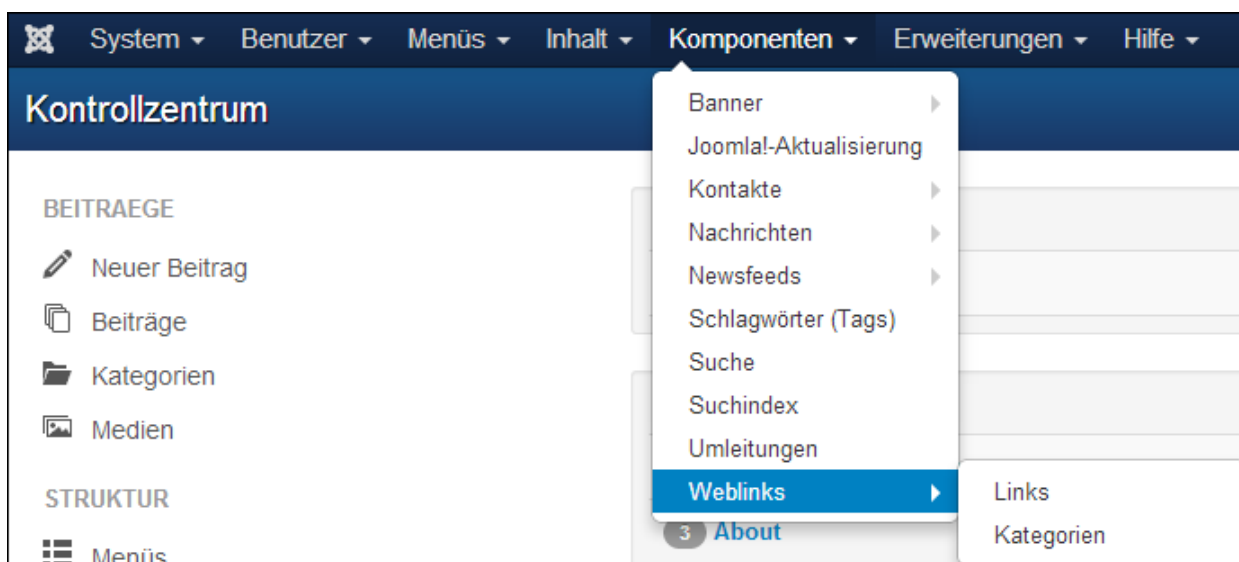 System Benutzer Menüs Inhalt Komponenten Erweiterungen Hilfe
Kontrollzentrum
BEITRAEGE
Neuer Beitrag
Beiträge
Kategorien
Medien
STRUKTUR
Menüs
Banner
Joomla!-Aktualisierung
Kontakte
Nachrichten
Newsfeeds
Schlagwörter (Tags)
Suche
Suchindex
Umleitungen
Weblinks
Links
Kategorien
3 About